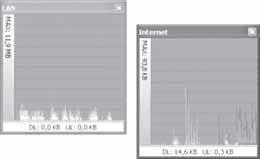 LAN
MAX: 11,9 MB
DL: 0,0 KB UL: 0,0 KB
Internet
MAX: 93,8 KB
DL: 14,6 KB UL: 0,3 KB